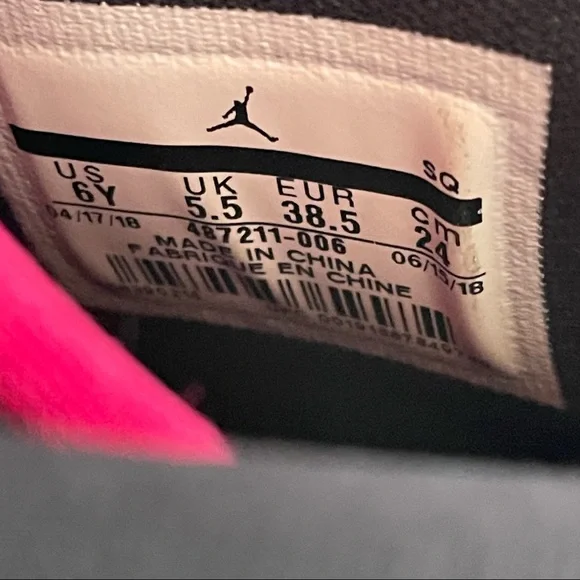 SQ
US UK EUR cm
6Y 5.5 38.5 24
04/17/18 487211-006 06/15/18
MADE IN CHINA
FABRIQUE EN CHINE